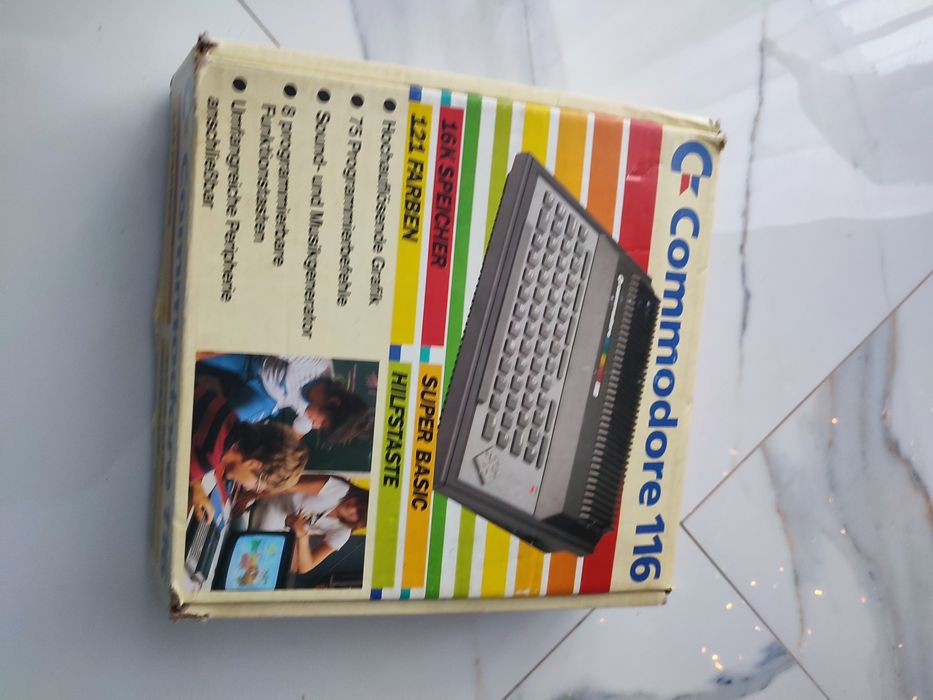 Commodore 116
16K SPEICHER
SUPER BASIC
121 FARBEN
HILFSTASTE
● Hochauflösende Grafik
● 75 Programmierbefehle
● Sound- und Musikgenerator
● 8 programmierbare
Funktionstasten
● Umfangreiche Peripherie
anschließbar